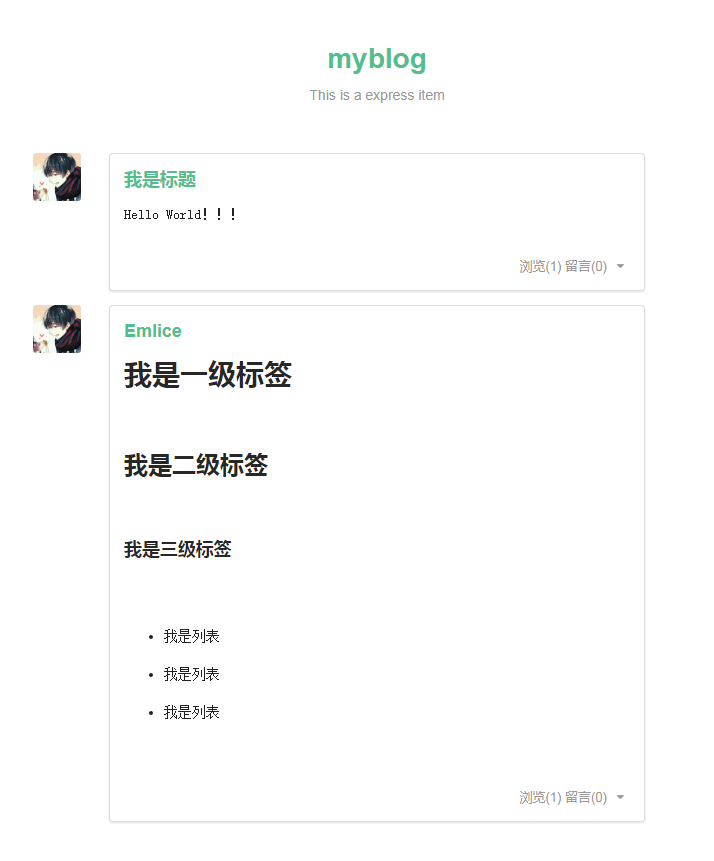 myblog
This is a express item
我是标题
Hello World！！！
浏览(1) 留言(0)
Emlice
我是一级标签
我是二级标签
我是三级标签
我是列表
我是列表
我是列表
浏览(1) 留言(0)